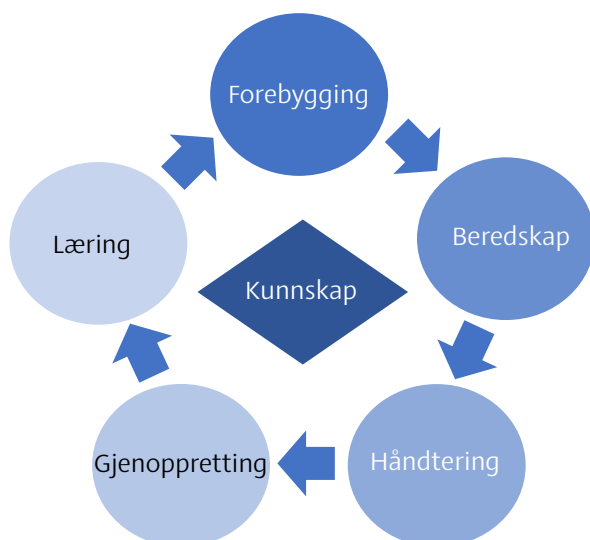 Forebygging
Beredskap
Håndtering
Gjenoppretting
Læring
Kunnskap